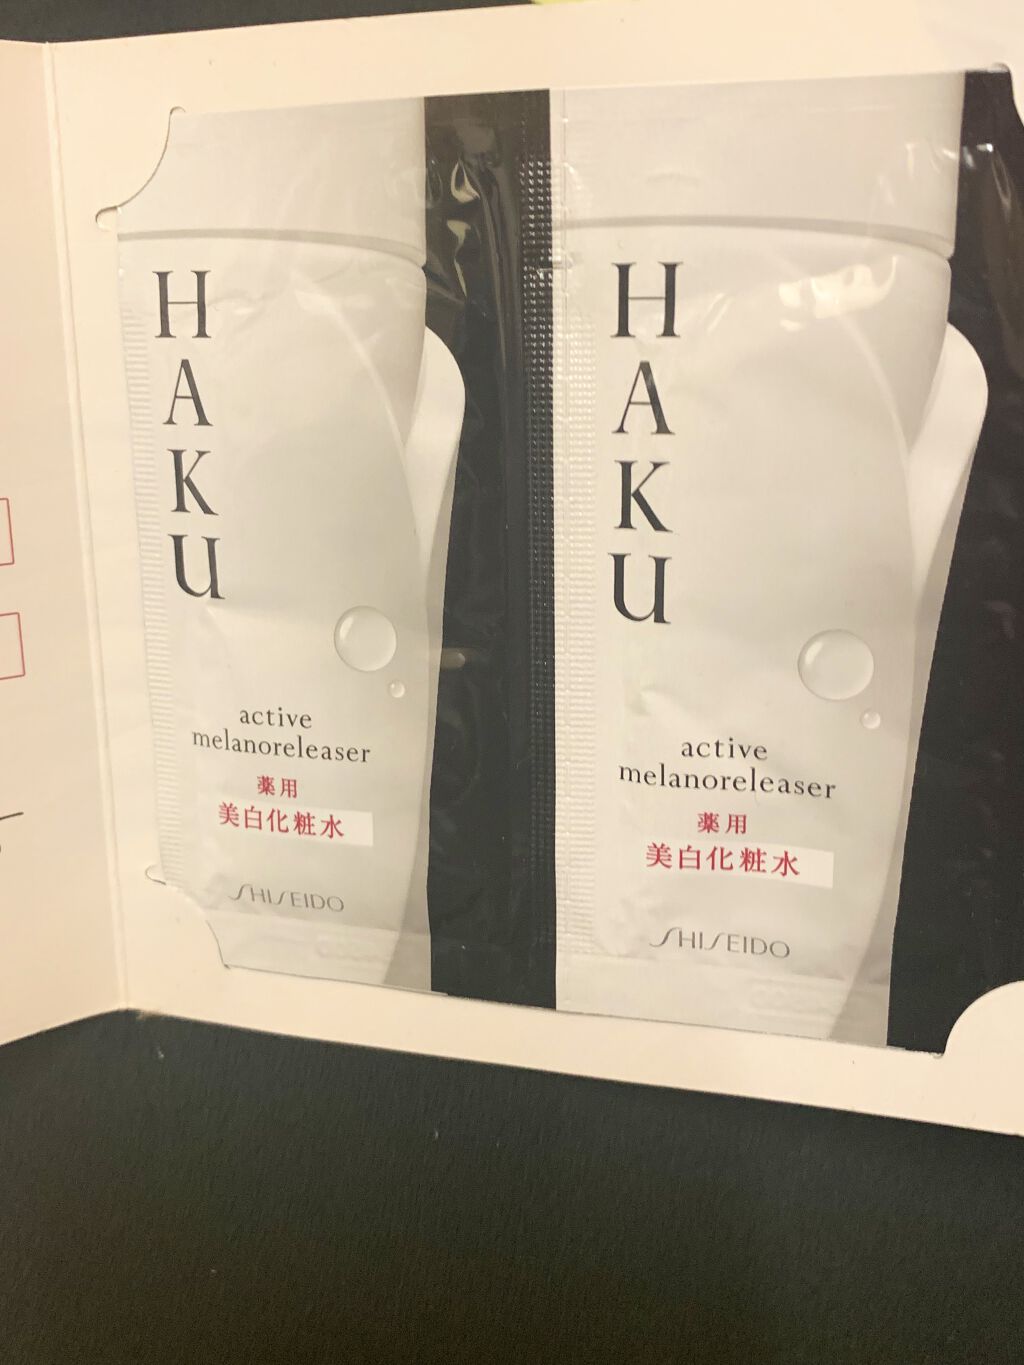 HAKU
active
melanoreleaser
薬用
美白化粧水
SHISEIDO
HAKU
active
melanoreleaser
薬用
美白化粧水
SHISEIDO